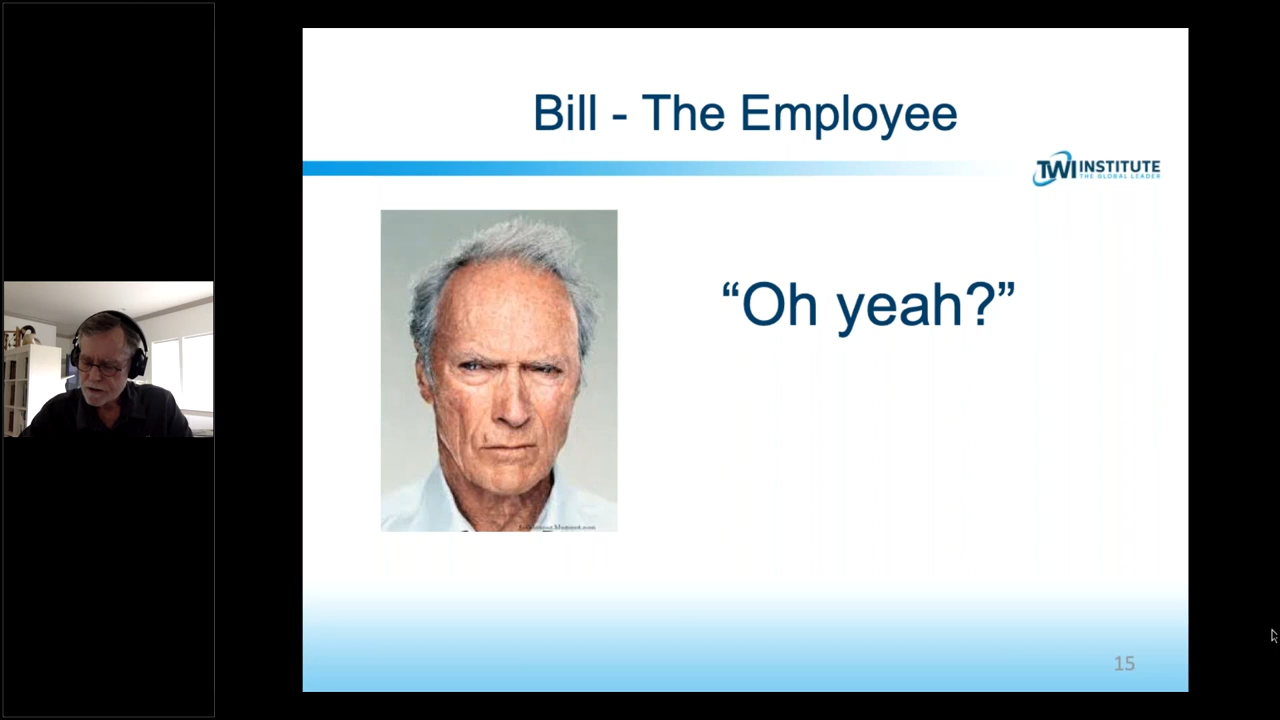 Bill - The Employee
TWI INSTITUTE
THE GLOBAL LEADER
“Oh yeah?”
15